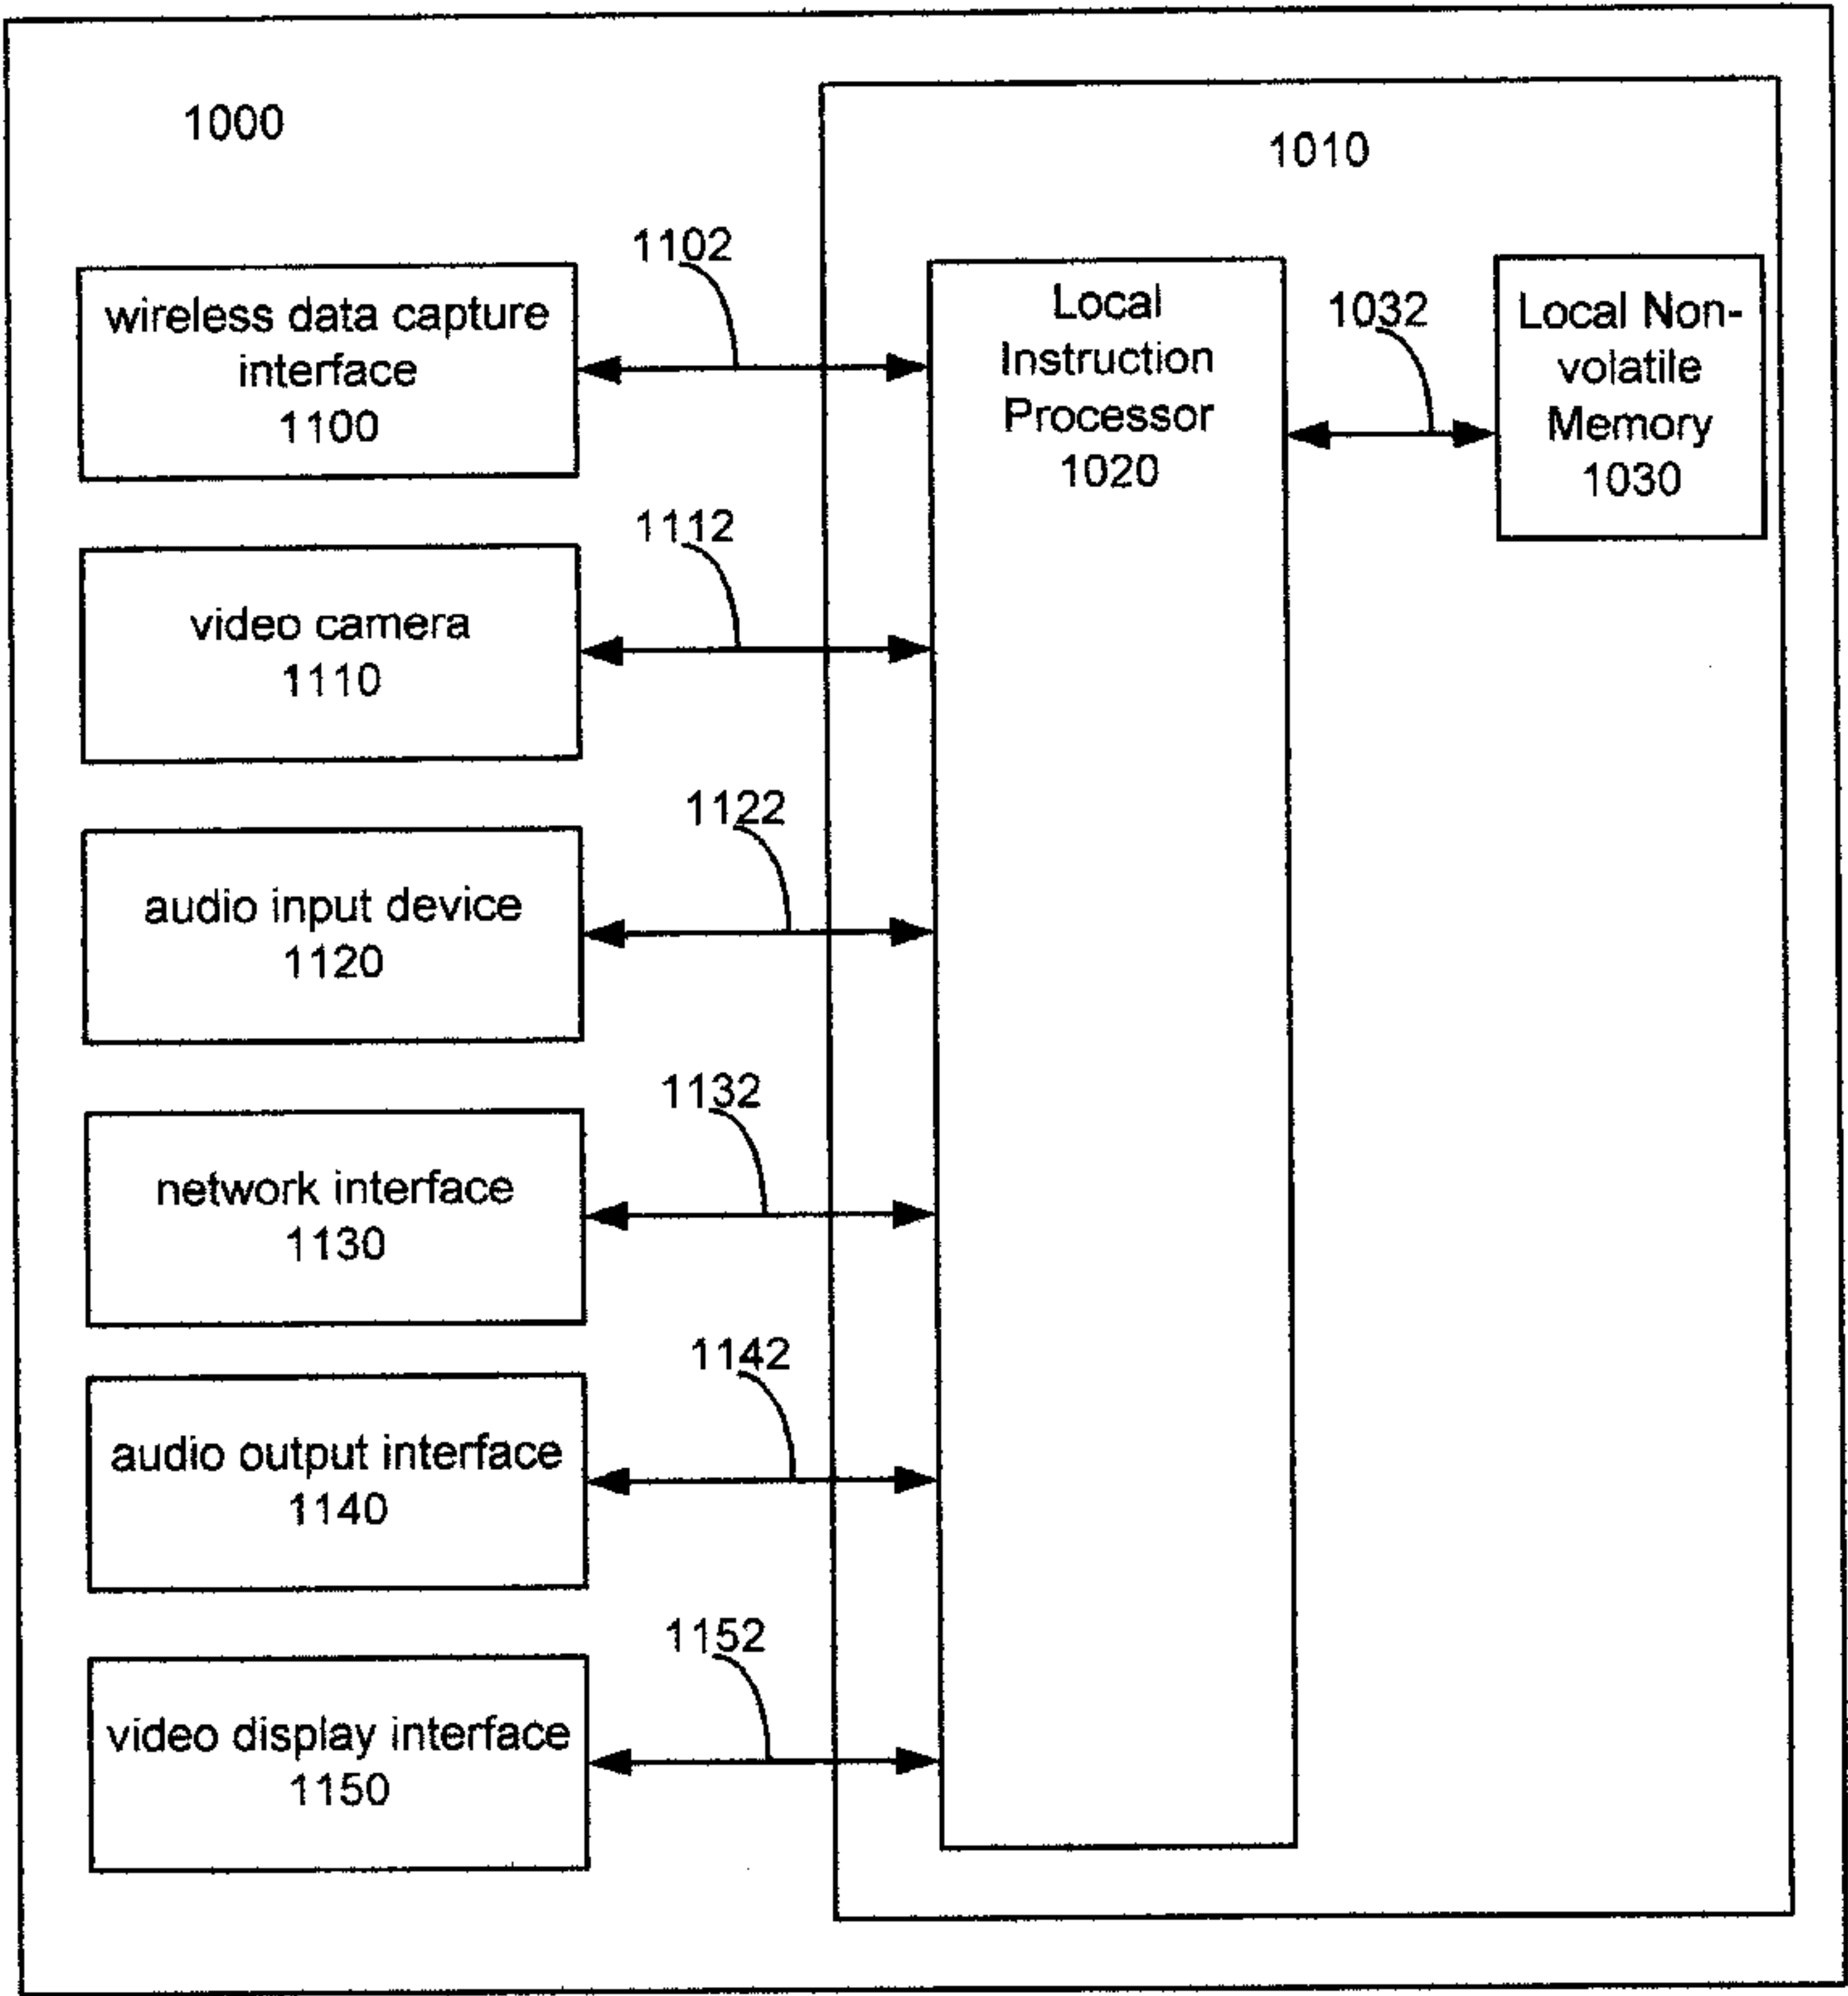 1000
1010
1102
wireless data capture
interface
1100
Local
Instruction
Processor
1020
1032
Local Non-
volatile
Memory
1030
1112
video camera
1110
1122
audio input device
1120
1132
network interface
1130
1142
audio output interface
1140
1152
video display interface
1150